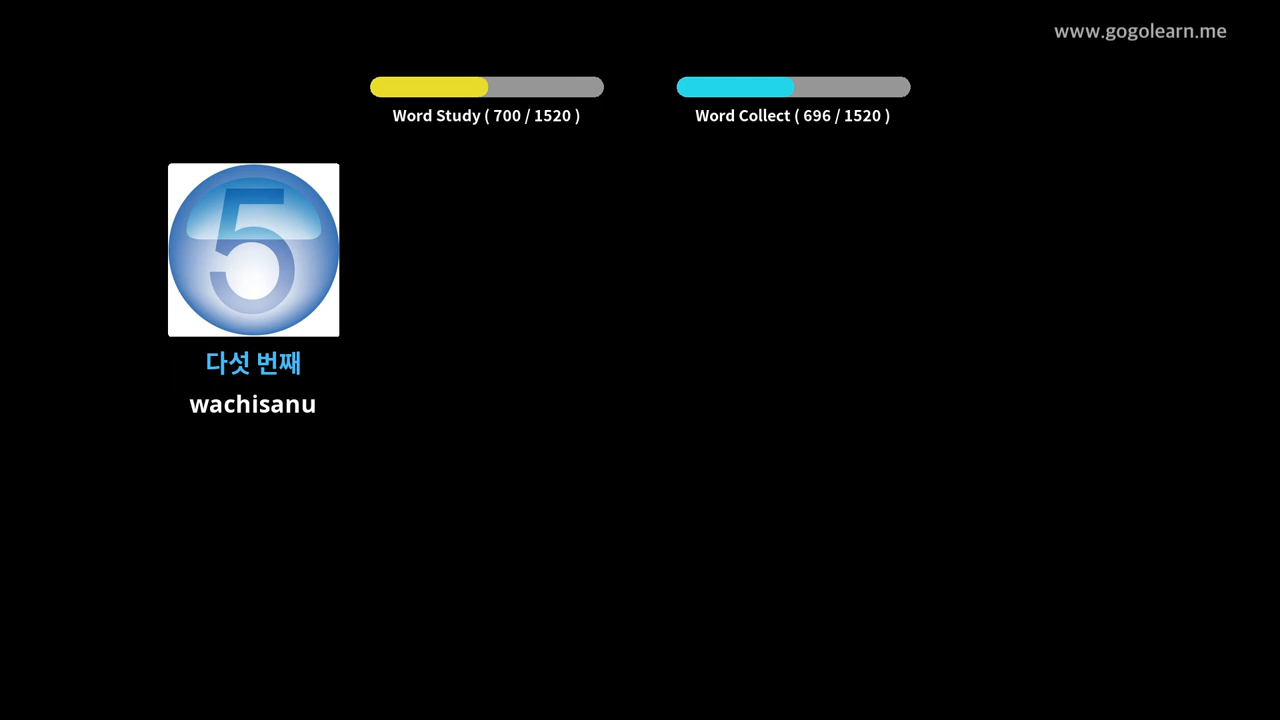 www.gogolearn.me
Word Study ( 700 / 1520 )
Word Collect ( 696 / 1520 )
5
다섯 번째
wachisanu